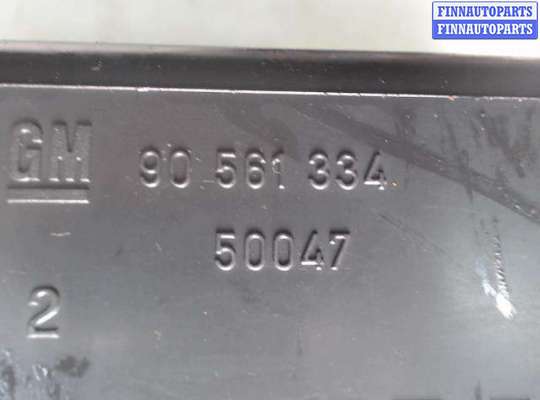 FINNAUTOPARTS
FINNAUTOPARTS
GM 90 561 334
50047
2